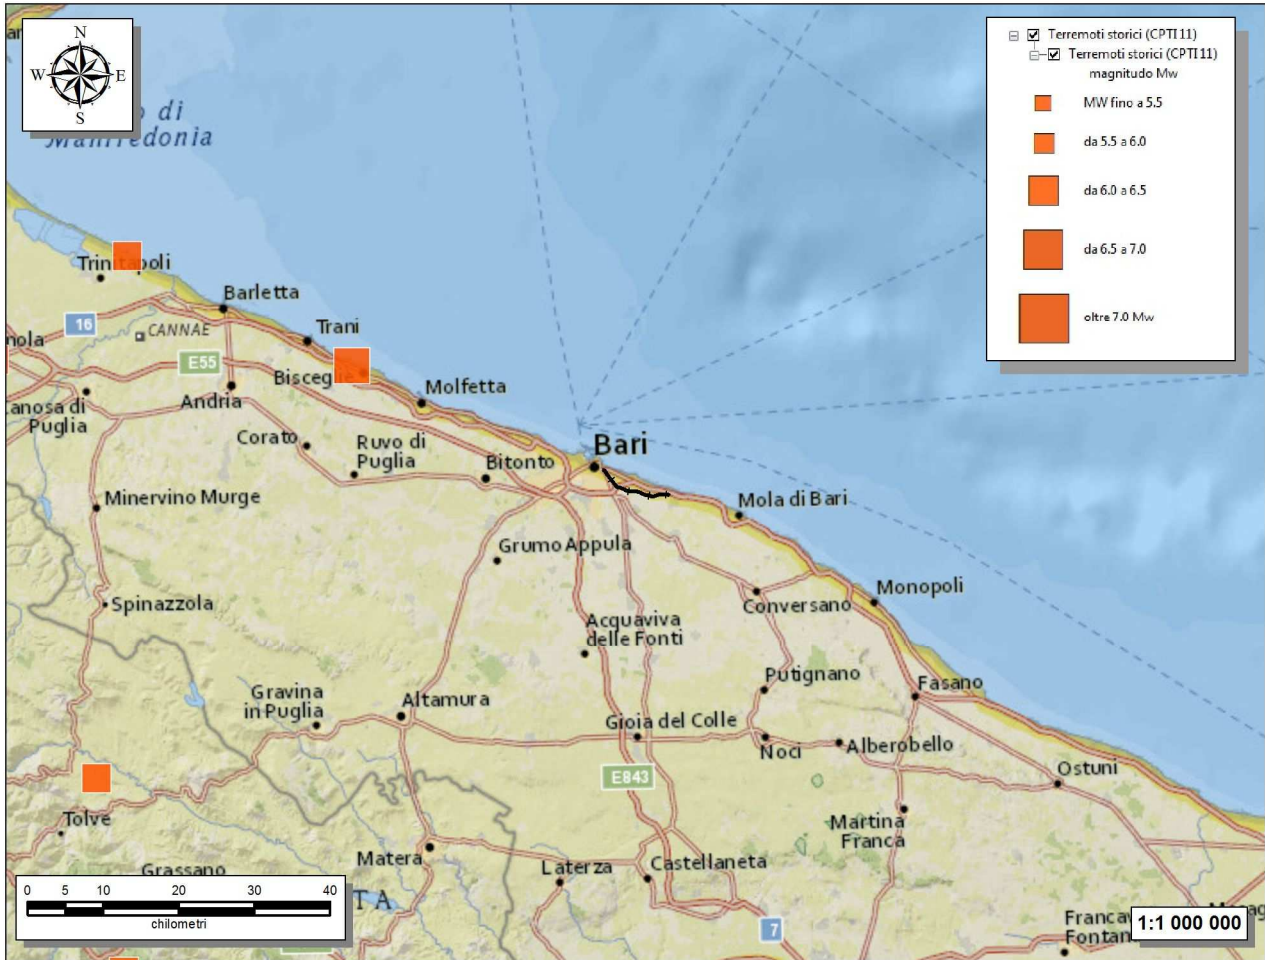 N
W E
S
o di
Manfredonia
Terremoti storici (CPTI11)
Terremoti storici (CPTI11)
magnitudo Mw
MW fino a 5.5
da 5.5 a 6.0
da 6.0 a 6.5
da 6.5 a 7.0
oltre 7.0 Mw
Trinitapoli
Barletta
16
CANNAE
Trani
nola
E55
Bisceglie
Molfetta
Andria
anosa di
Puglia
Corato
Ruvo di
Puglia
Bitonto
Bari
Minervino Murge
Mola di Bari
Grumo Appula
Monopoli
Spinazzola
Conversano
Acquaviva
delle Fonti
Putignano
Fasano
Gravina
in Puglia
Altamura
Gioia del Colle
Noci
Alberobello
E843
Ostuni
Tolve
Martina
Franca
Matera
Grassano
Laterza
Castellaneta
0 5 10 20 30 40
chilometri
T A
7
Francav
Fontan
1:1 000 000